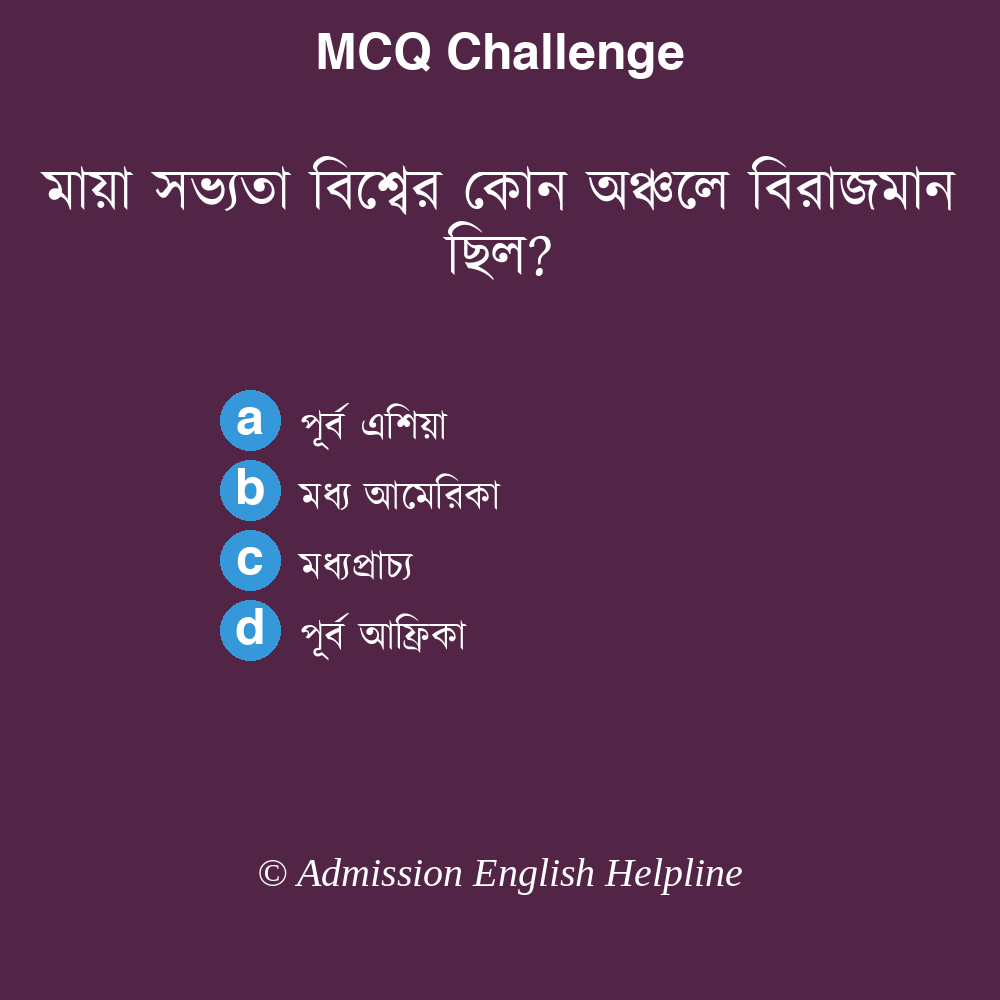 MCQ Challenge
মায়া সভ্যতা বিশ্বের কোন অঞ্চলে বিরাজমান
ছিল?
a পূর্ব এশিয়া
b মধ্য আমেরিকা
c মধ্যপ্রাচ্য
d পূর্ব আফ্রিকা
© Admission English Helpline